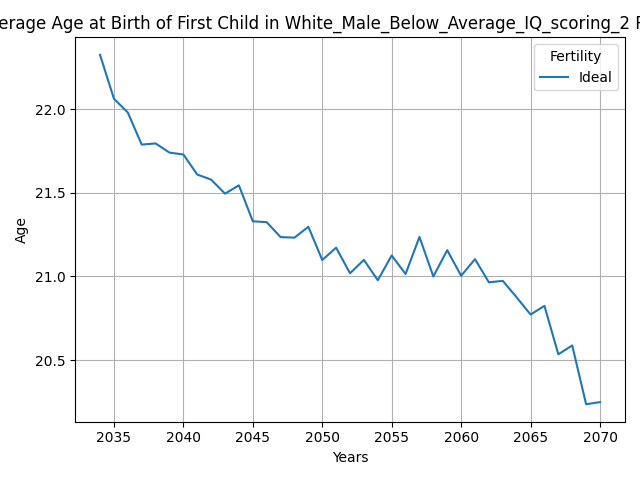 erage Age at Birth of First Child in White_Male_Below_Average_IQ_scoring_2
Fertility
Ideal
22.0
21.5
21.0
20.5
Age
2035 2040 2045 2050 2055 2060 2065 2070
Years